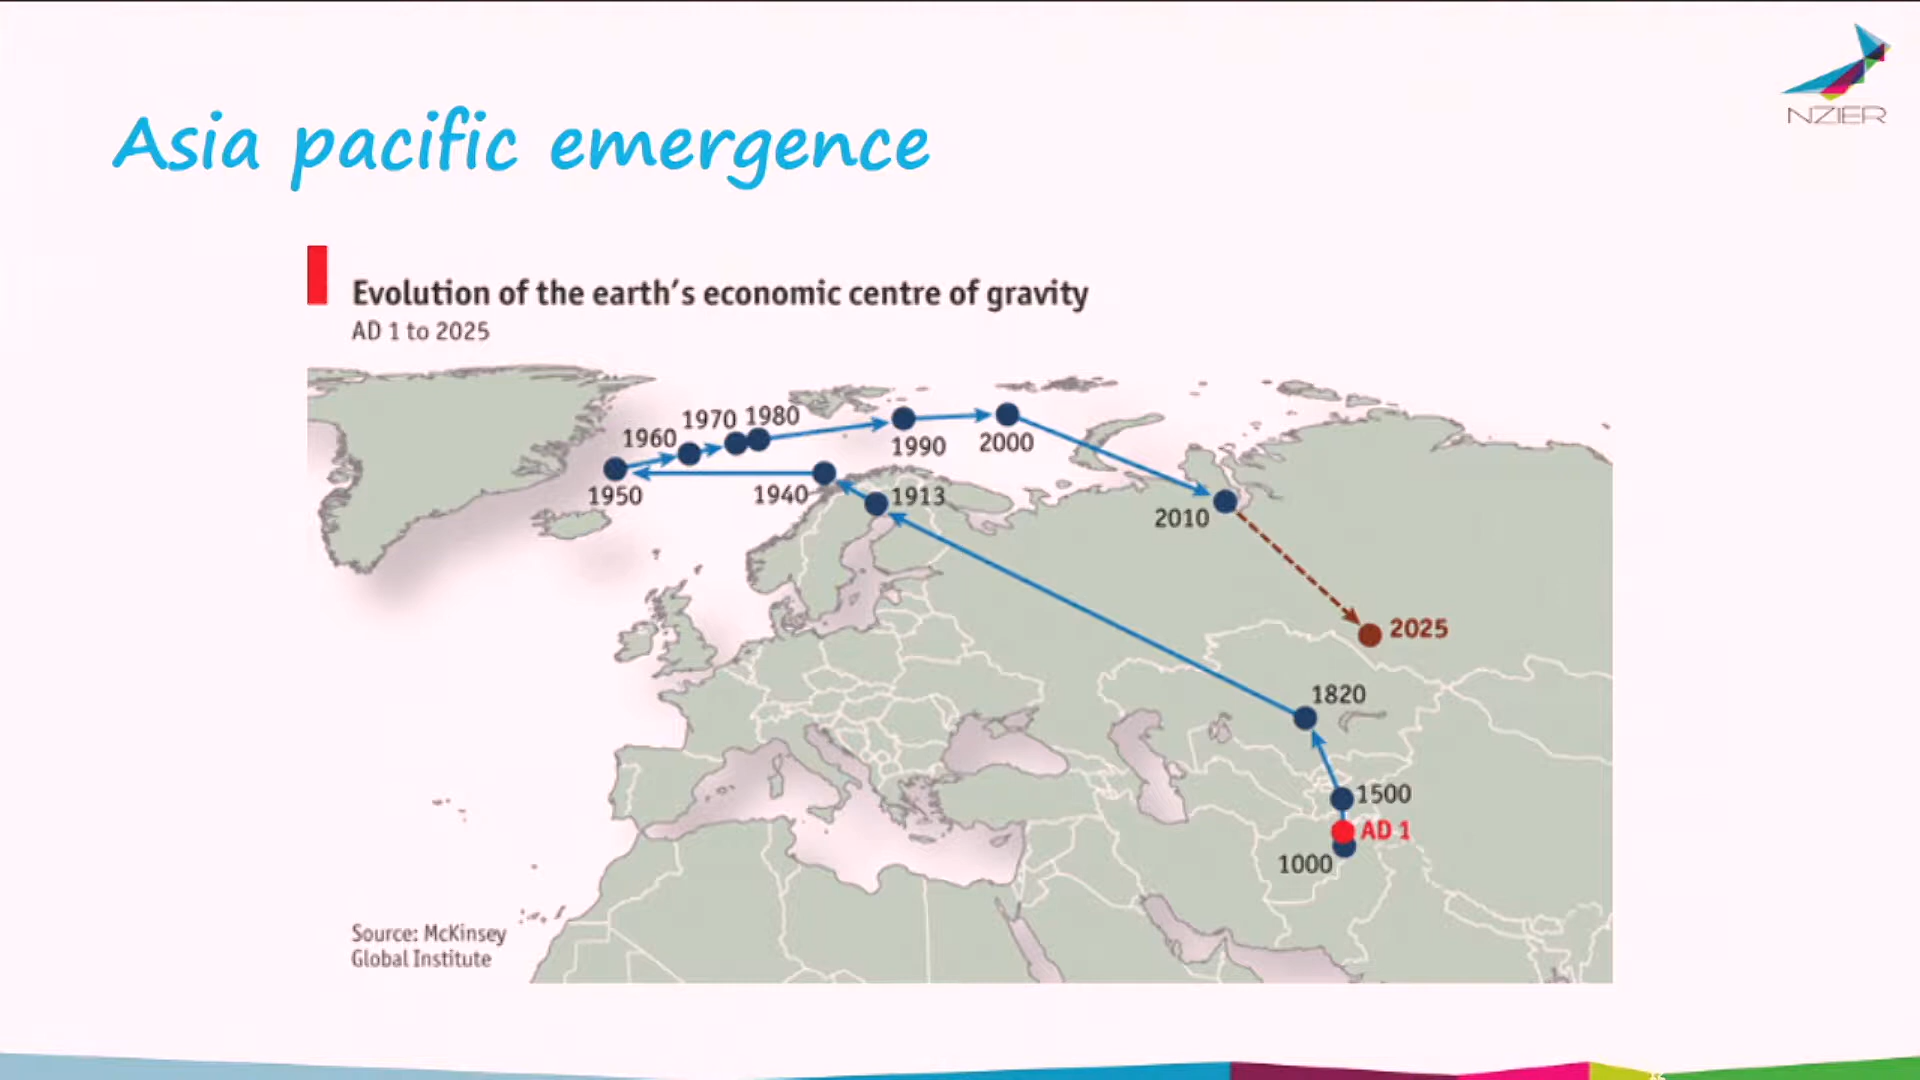 NZIER
Asia pacific emergence
Evolution of the earth's economic centre of gravity
AD 1 to 2025
1970 1980
1960
1990
2000
1950
1940
1913
2010
2025
1820
1500
AD 1
1000
Source: McKinsey
Global Institute